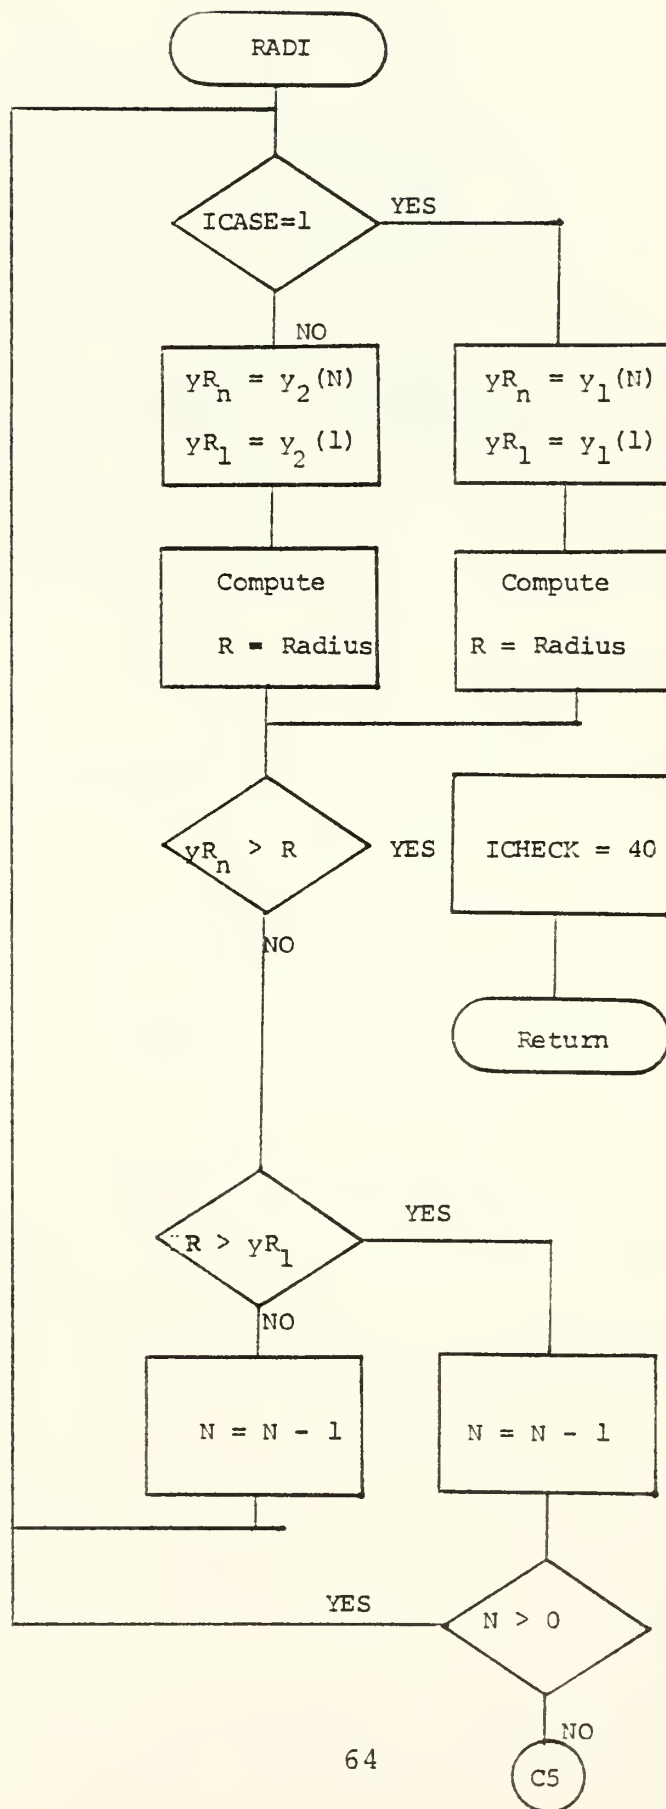 RADI
ICASE=1
YES
NO
yR_n = y_2(N)
yR_1 = y_2(1)
yR_n = y_1(N)
yR_1 = y_1(1)
Compute
R = Radius
Compute
R = Radius
yR_n > R
YES
NO
ICHECK = 40
Return
R > yR_1
YES
NO
N = N - 1
N = N - 1
N > 0
YES
NO
C5
64